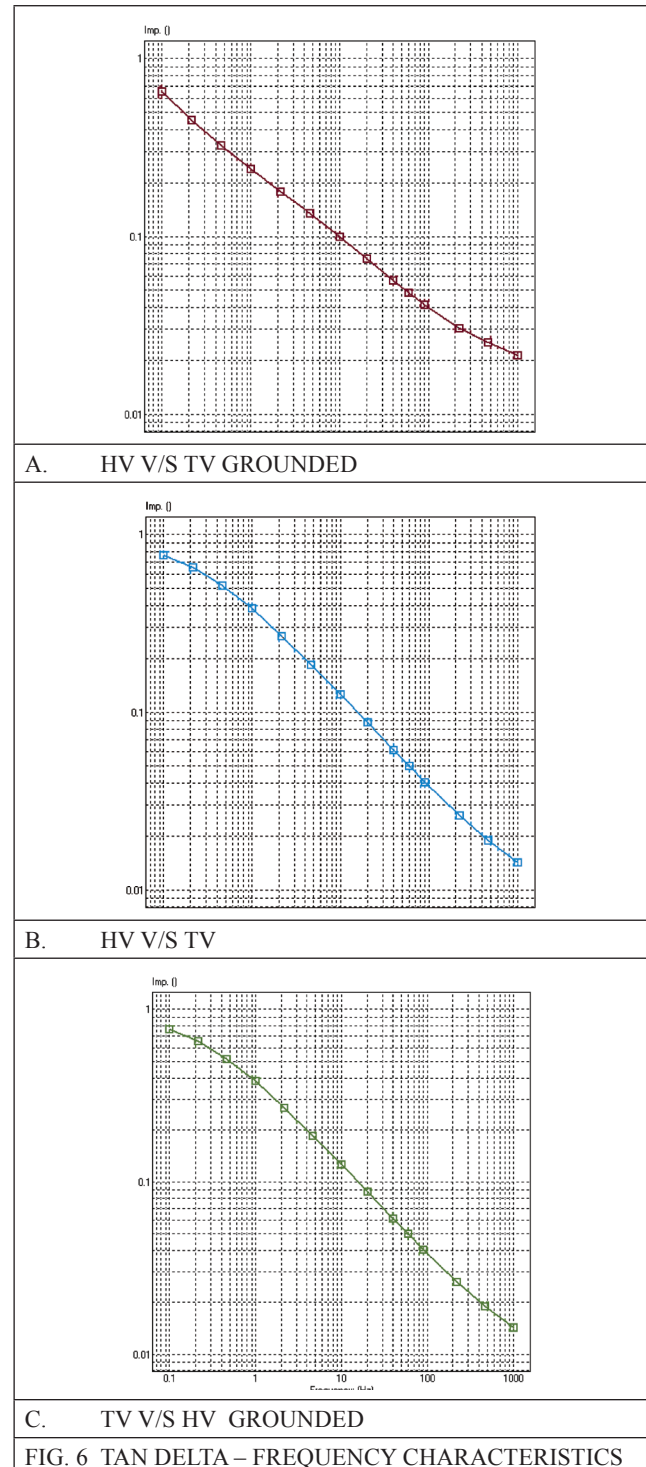 Imp. ()
1
0.1
0.01
A. HV V/S TV GROUNDED
Imp. ()
1
0.1
0.01
B. HV V/S TV
Imp. ()
1
0.1
0.01
0.1 1 10 100 1000
Frequency (Hz)
C. TV V/S HV GROUNDED
FIG. 6 TAN DELTA – FREQUENCY CHARACTERISTICS